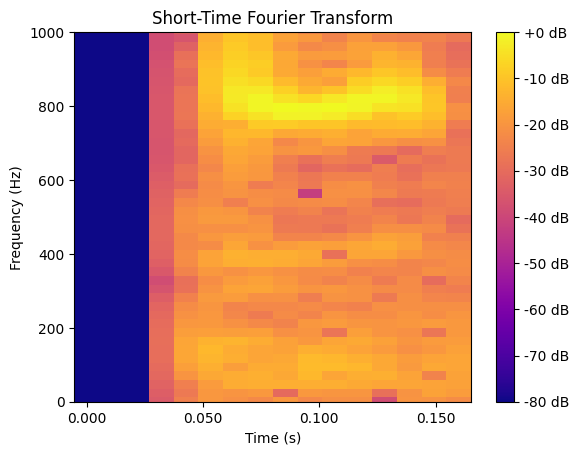 Short-Time Fourier Transform
1000
800
600
400
200
0
Frequency (Hz)
0.000
0.050
0.100
0.150
Time (s)
+0 dB
-10 dB
-20 dB
-30 dB
-40 dB
-50 dB
-60 dB
-70 dB
-80 dB